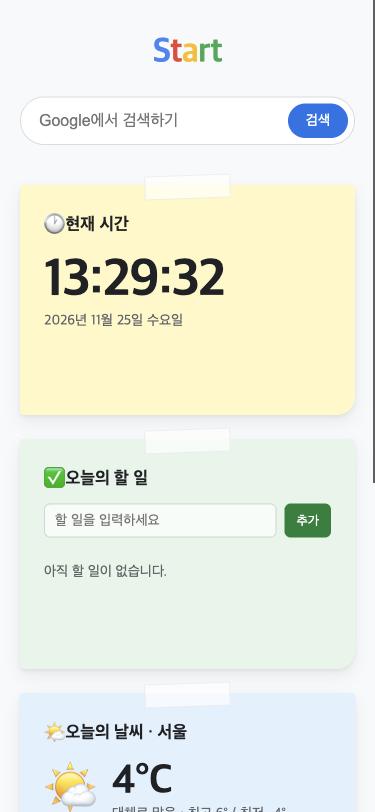 Start
Google에서 검색하기
검색
현재 시간
13:29:32
2026년 11월 25일 수요일
오늘의 할 일
할 일을 입력하세요
추가
아직 할 일이 없습니다.
오늘의 날씨 · 서울
4°C